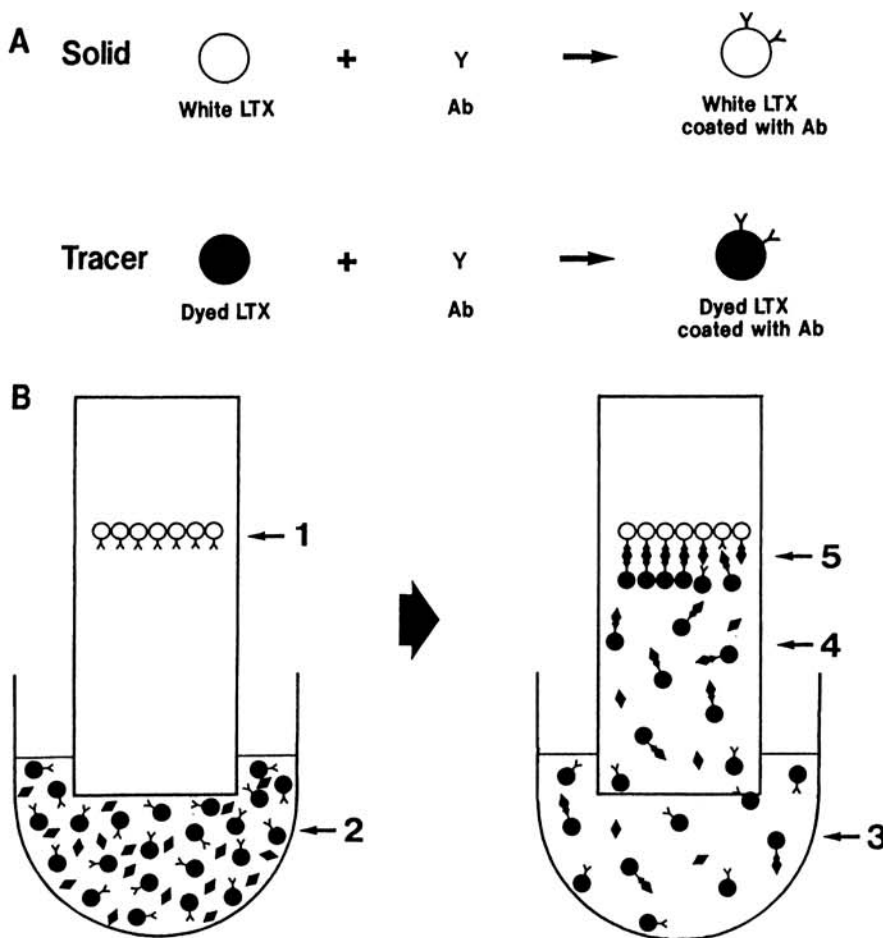 A
Solid
+
Y
White LTX
Ab
White LTX
coated with Ab
Tracer
+
Y
Dyed LTX
Ab
Dyed LTX
coated with Ab
B
1
5
4
2
3